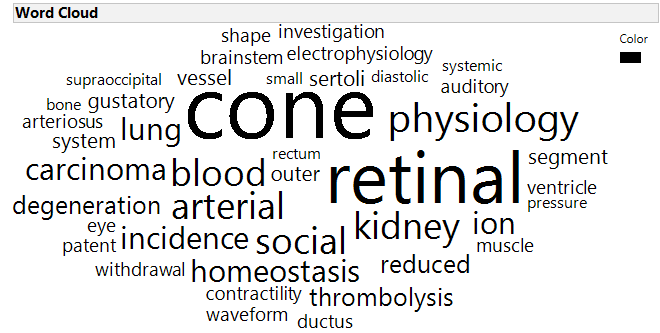 Word Cloud
Color
shape investigation
brainstem electrophysiology
supraoccipital vessel small sertoli diastolic systemic
auditory
bone gustatory cone physiology
arteriosus lung
system
carcinoma blood rectum outer retinal segment
ventricle
degeneration arterial pressure
eye incidence social kidney ion
patent muscle
withdrawal homeostasis reduced
contractility thrombolysis
waveform ductus